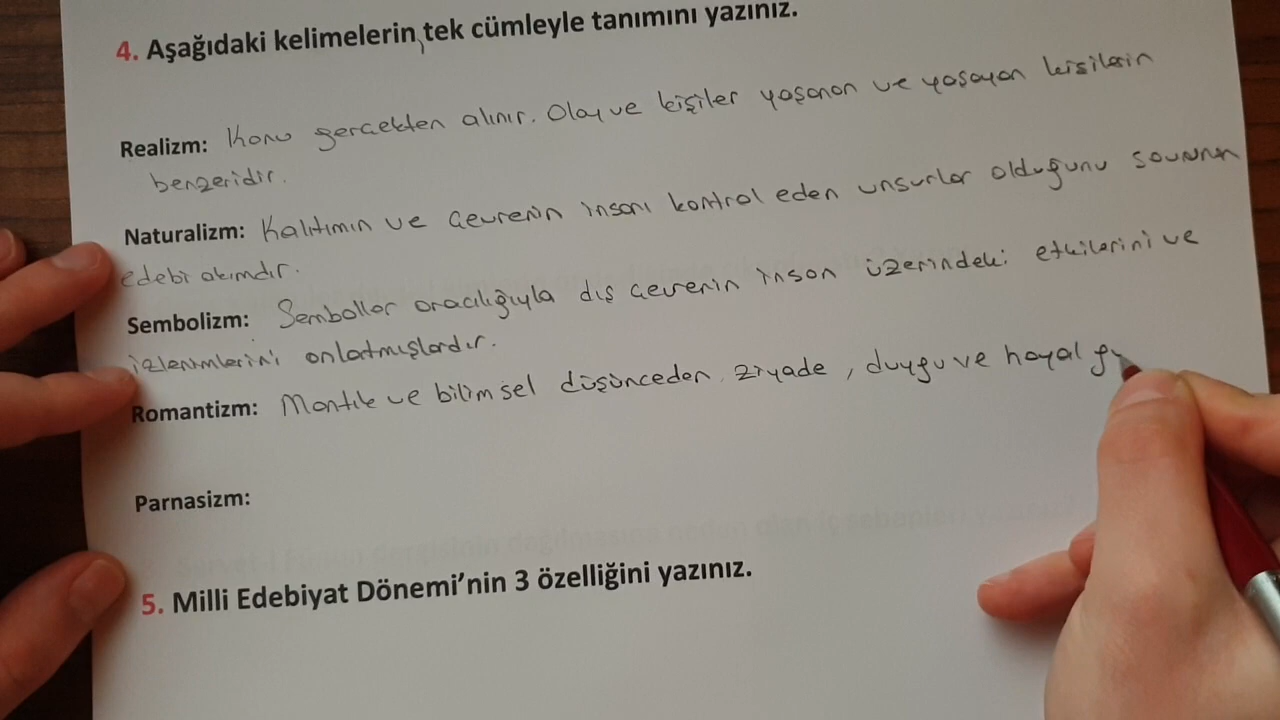 4. Aşağıdaki kelimelerin tek cümleyle tanımını yazınız.
Realizm: Konu gerçekten alınır. Olay ve kişiler yaşanan ve yaşayan kişilerin
benzeridir.
Naturalizm: Kalıtımın ve çevrenin insanı kontrol eden unsurlar olduğunu savunan
edebi akımdır.
Sembolizm: Semboller aracılığıyla dış çevrenin insan üzerindeki etkilerini ve
izlenimlerini anlatmışlardır.
Romantizm: Mantık ve bilimsel düşünceden ziyade, duygu ve hayal
Parnasizm:
5. Milli Edebiyat Dönemi'nin 3 özelliğini yazınız.